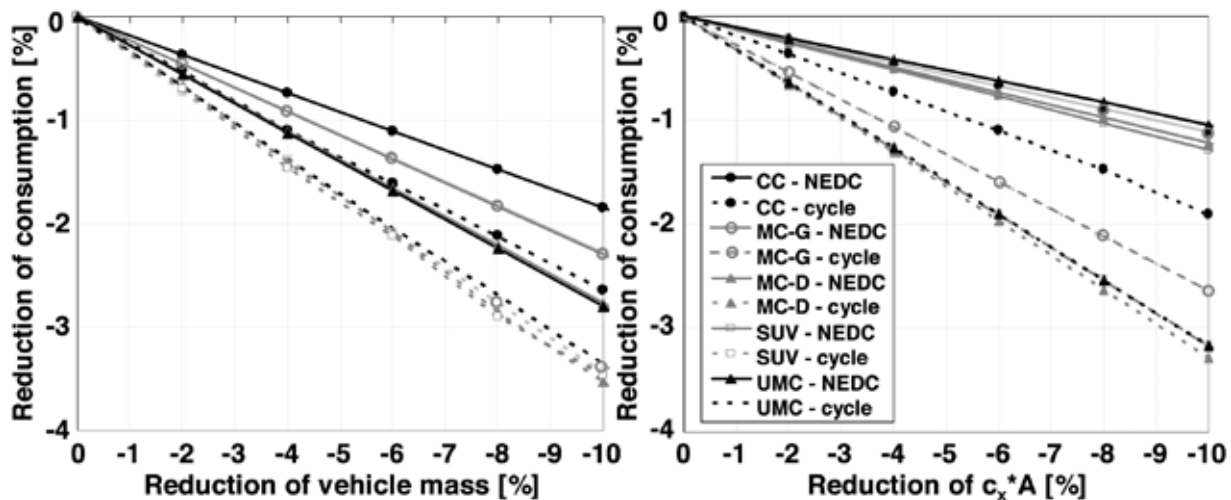 Reduction of consumption [%]
0
-1
-2
-3
-4
0 -1 -2 -3 -4 -5 -6 -7 -8 -9 -10
Reduction of vehicle mass [%]
Reduction of consumption [%]
0
-1
-2
-3
-4
CC - NEDC
CC - cycle
MC-G - NEDC
MC-G - cycle
MC-D - NEDC
MC-D - cycle
SUV - NEDC
SUV - cycle
UMC - NEDC
UMC - cycle
0 -1 -2 -3 -4 -5 -6 -7 -8 -9 -10
Reduction of cₓ*A [%]